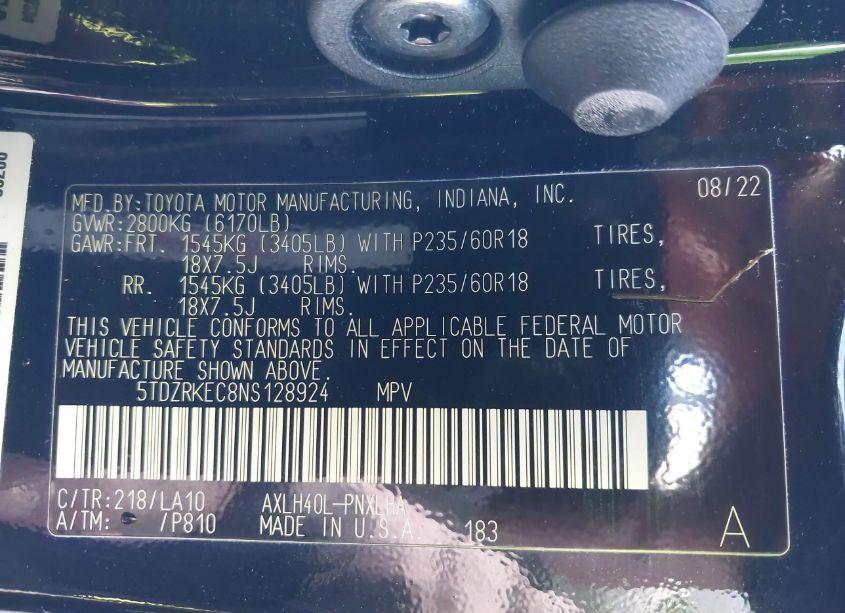 MFD.BY:TOYOTA MOTOR MANUFACTURING, INDIANA, INC. 08/22
GVWR:2800KG (6170LB)
GAWR:FRT. 1545KG (3405LB) WITH P235/60R18 TIRES,
18X7.5J RIMS.
RR. 1545KG (3405LB) WITH P235/60R18 TIRES,
18X7.5J RIMS.
THIS VEHICLE CONFORMS TO ALL APPLICABLE FEDERAL MOTOR
VEHICLE SAFETY STANDARDS IN EFFECT ON THE DATE OF
MANUFACTURE SHOWN ABOVE.
5TDZRKEC8NS128924 MPV
C/TR:218/LA10 AXLH40L-PNXLHA
A/TM: /P810 MADE IN U.S.A. 183 A